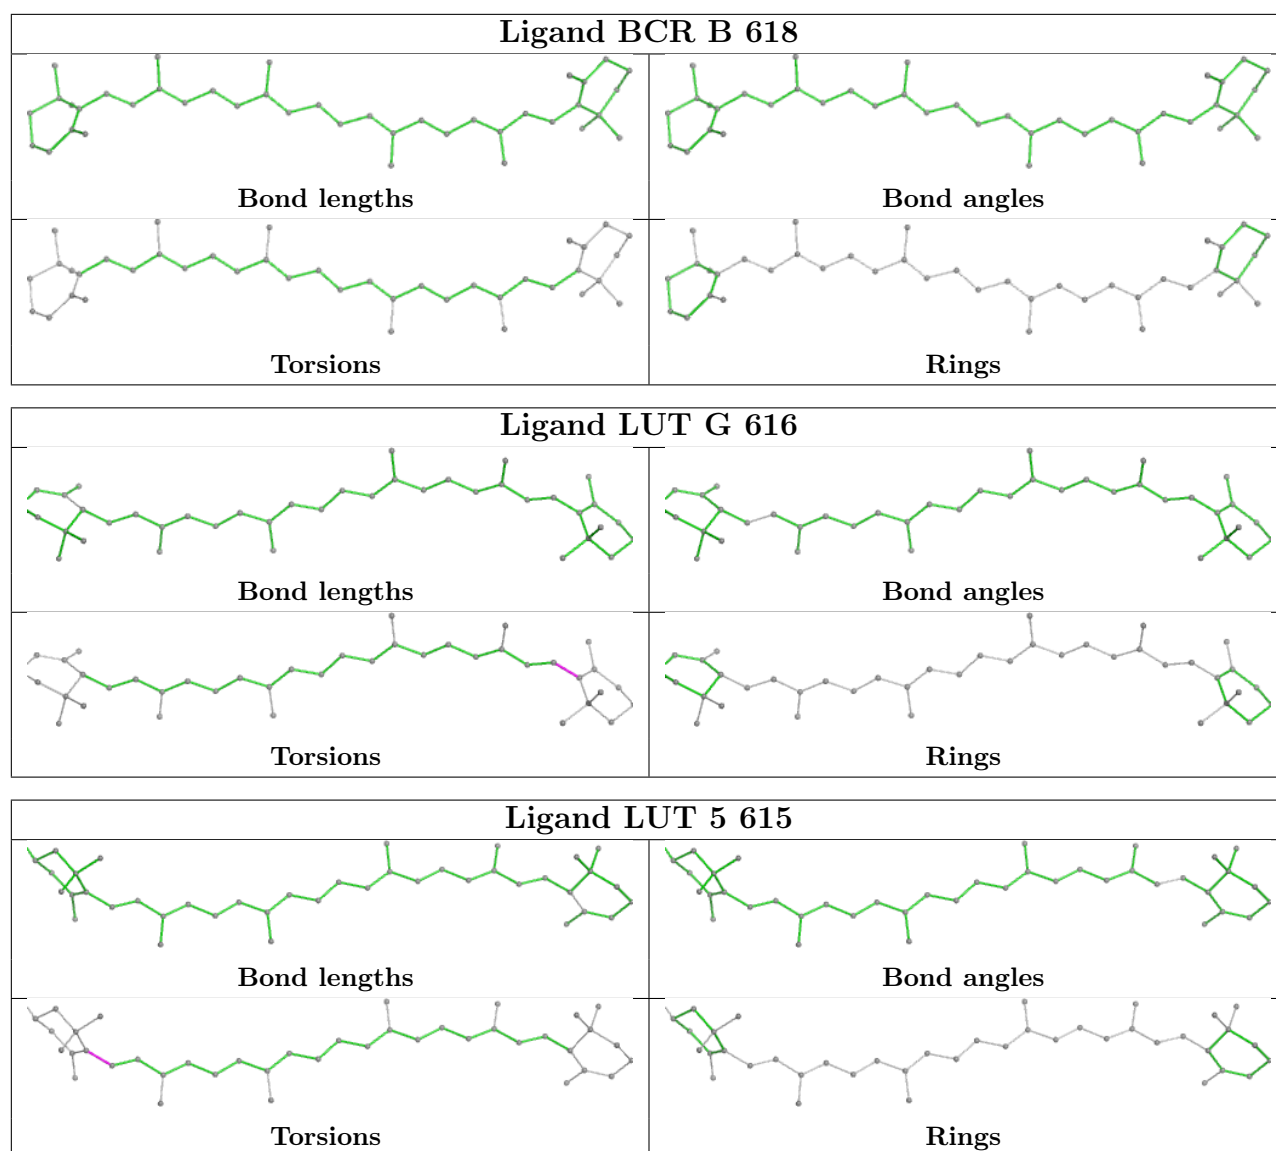 Ligand BCR B 618
Bond lengths Bond angles
Torsions Rings
Ligand LUT G 616
Bond lengths Bond angles
Torsions Rings
Ligand LUT 5 615
Bond lengths Bond angles
Torsions Rings